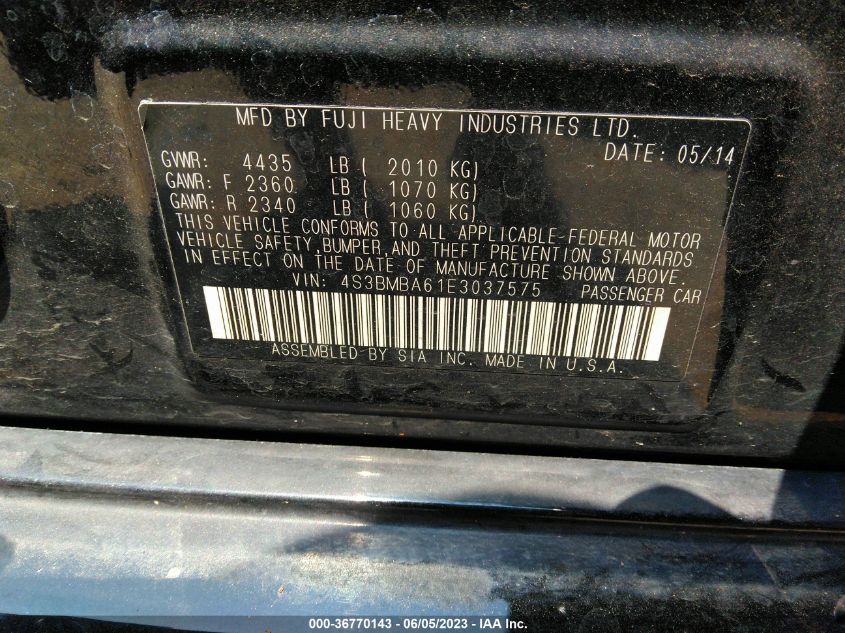 MFD BY FUJI HEAVY INDUSTRIES LTD.
DATE: 05/14
GVWR: 4435 LB ( 2010 KG)
GAWR: F 2360 LB ( 1070 KG)
GAWR: R 2340 LB ( 1060 KG)
THIS VEHICLE CONFORMS TO ALL APPLICABLE FEDERAL MOTOR
VEHICLE SAFETY, BUMPER, AND THEFT PREVENTION STANDARDS
IN EFFECT ON THE DATE OF MANUFACTURE SHOWN ABOVE.
VIN: 4S3BMBA61E3037575 PASSENGER CAR
ASSEMBLED BY SIA INC. MADE IN U.S.A.
000-36770143 - 06/05/2023 - IAA Inc.